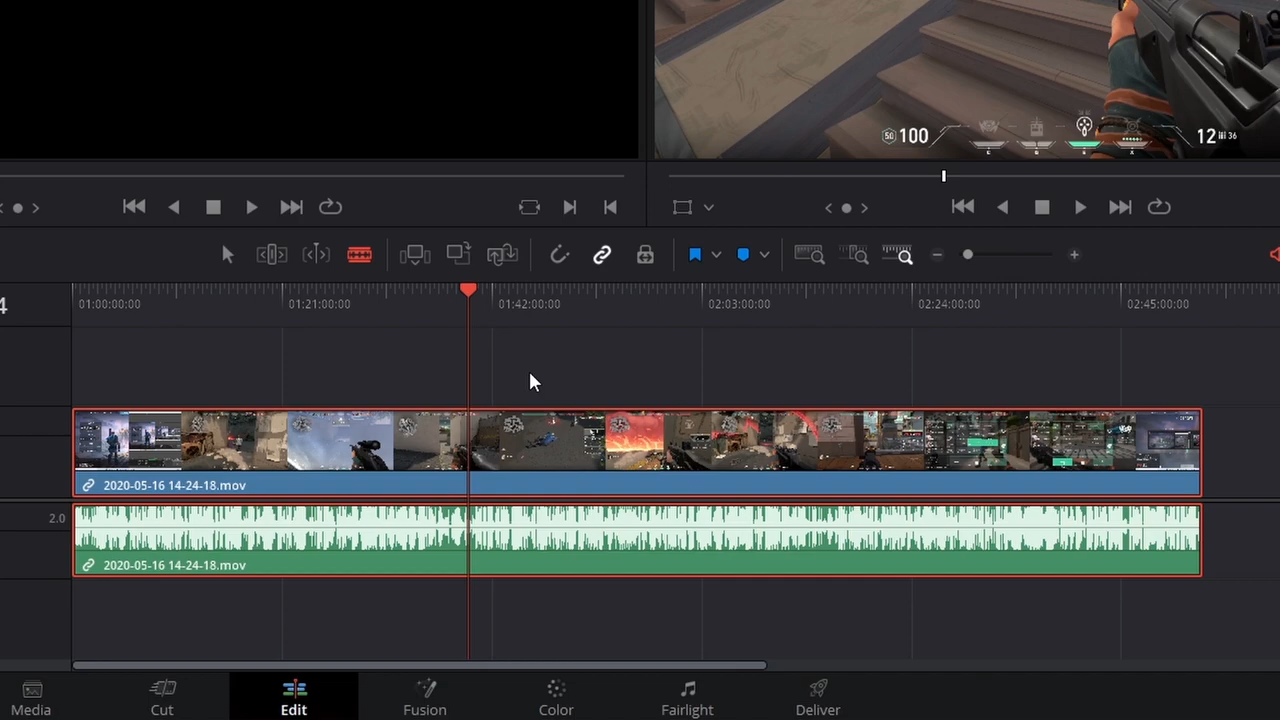 100
12
36
4
01:00:00:00
01:21:00:00
01:42:00:00
02:03:00:00
02:24:00:00
02:45:00:00
2020-05-16 14-24-18.mov
2.0
2020-05-16 14-24-18.mov
Media
Cut
Edit
Fusion
Color
Fairlight
Deliver